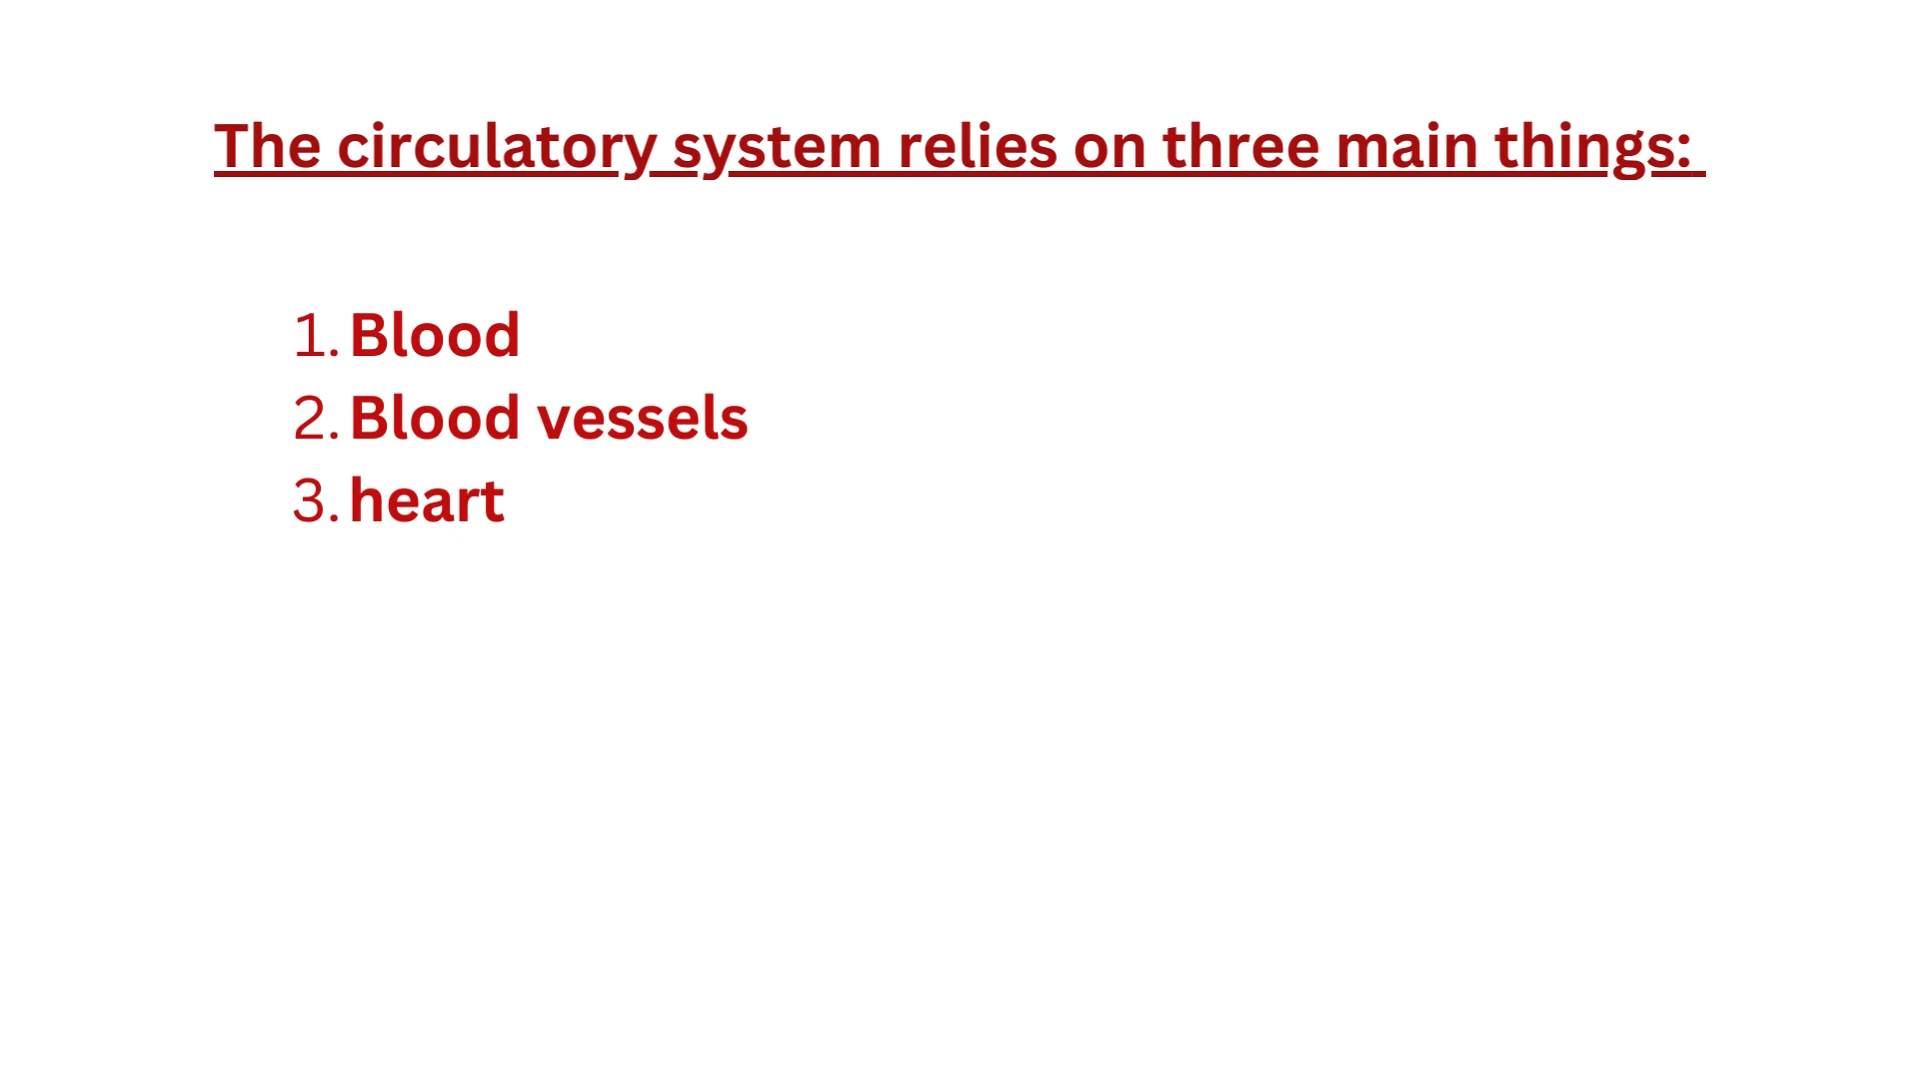 The circulatory system relies on three main things:
1. Blood
2. Blood vessels
3. heart